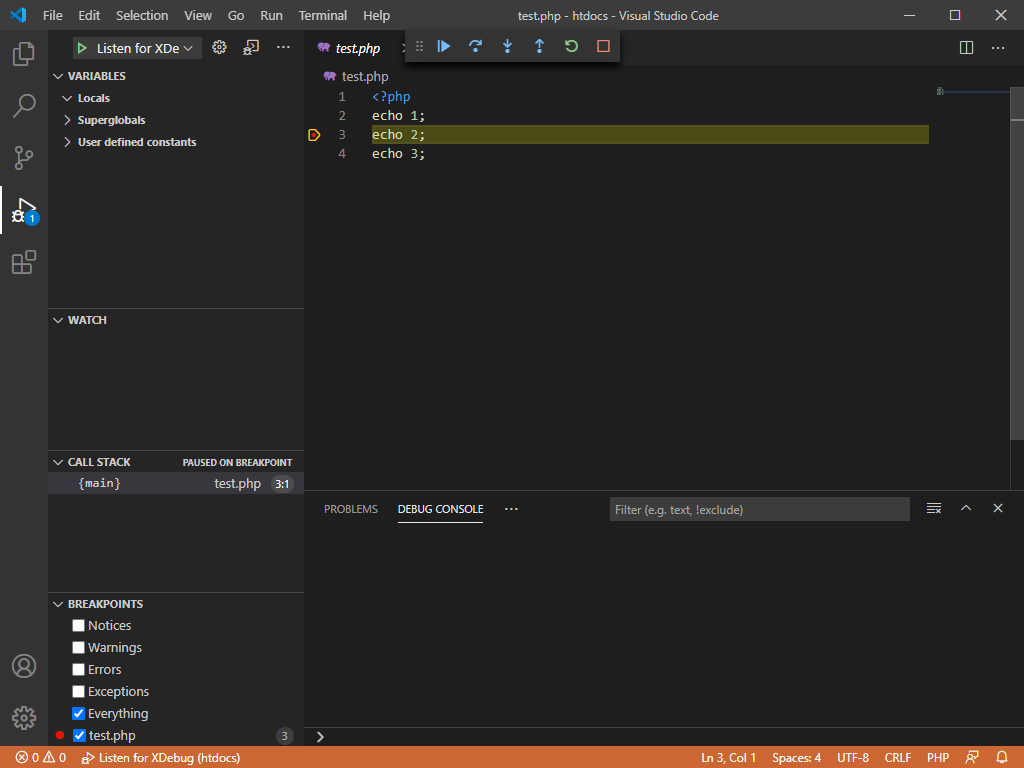 File Edit Selection View Go Run Terminal Help test.php - htdocs - Visual Studio Code
Listen for XDe
test.php
VARIABLES
Locals
Superglobals
User defined constants
WATCH
CALL STACK PAUSED ON BREAKPOINT
{main} test.php 3:1
BREAKPOINTS
Notices
Warnings
Errors
Exceptions
Everything
test.php 3
1
test.php
1 <?php
2 echo 1;
3 echo 2;
4 echo 3;
PROBLEMS DEBUG CONSOLE Filter (e.g. text, !exclude)
0 0 Listen for XDebug (htdocs) Ln 3, Col 1 Spaces: 4 UTF-8 CRLF PHP